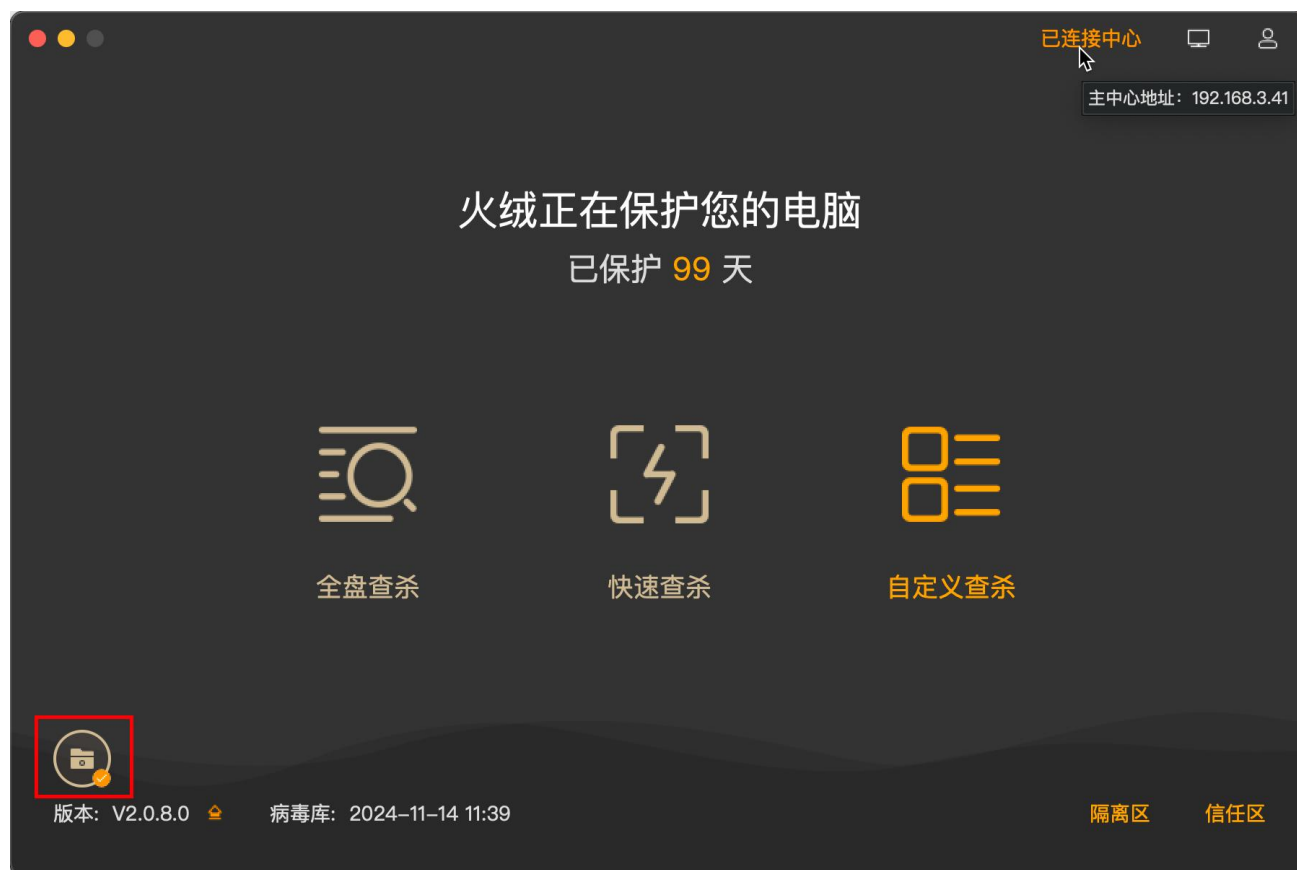 已连接中心
主中心地址：192.168.3.41
火绒正在保护您的电脑
已保护 99 天
全盘查杀
快速查杀
自定义查杀
版本: V2.0.8.0
病毒库: 2024-11-14 11:39
隔离区
信任区